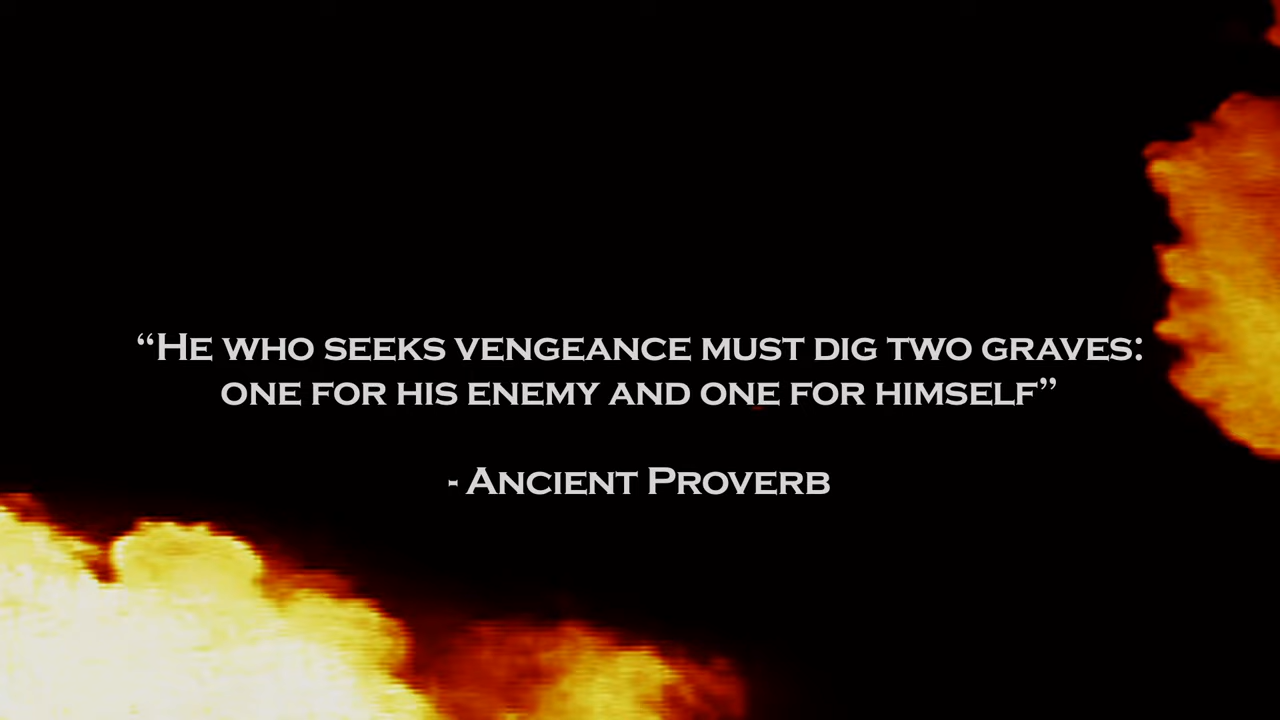 “He who seeks vengeance must dig two graves:
one for his enemy and one for himself”
- Ancient Proverb